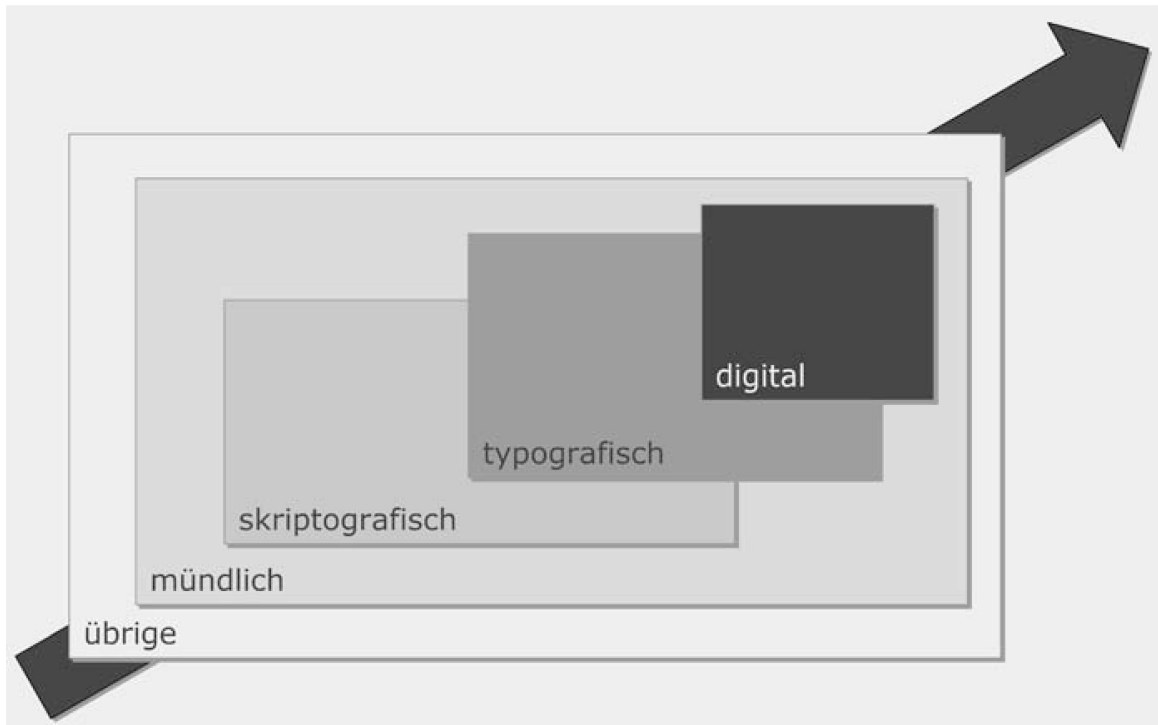 digital
typografisch
skriptografisch
mündlich
übrige